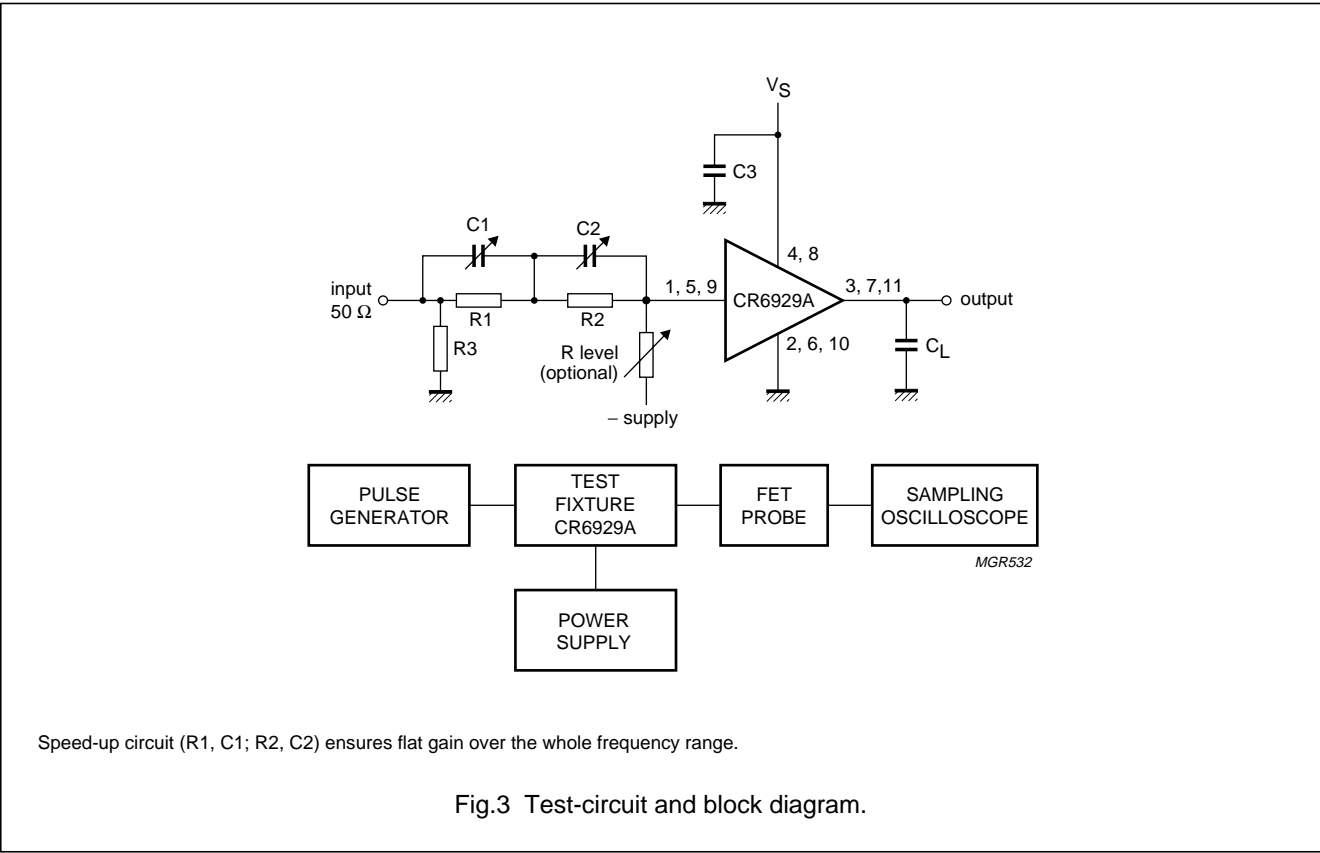 VS
C3
C1
C2
4, 8
input
50 Ω
1, 5, 9
CR6929A
3, 7,11
output
R1
R2
R3
R level
(optional)
2, 6, 10
CL
– supply
PULSE
GENERATOR
TEST
FIXTURE
CR6929A
FET
PROBE
SAMPLING
OSCILLOSCOPE
MGR532
POWER
SUPPLY
Speed-up circuit (R1, C1; R2, C2) ensures flat gain over the whole frequency range.
Fig.3 Test-circuit and block diagram.